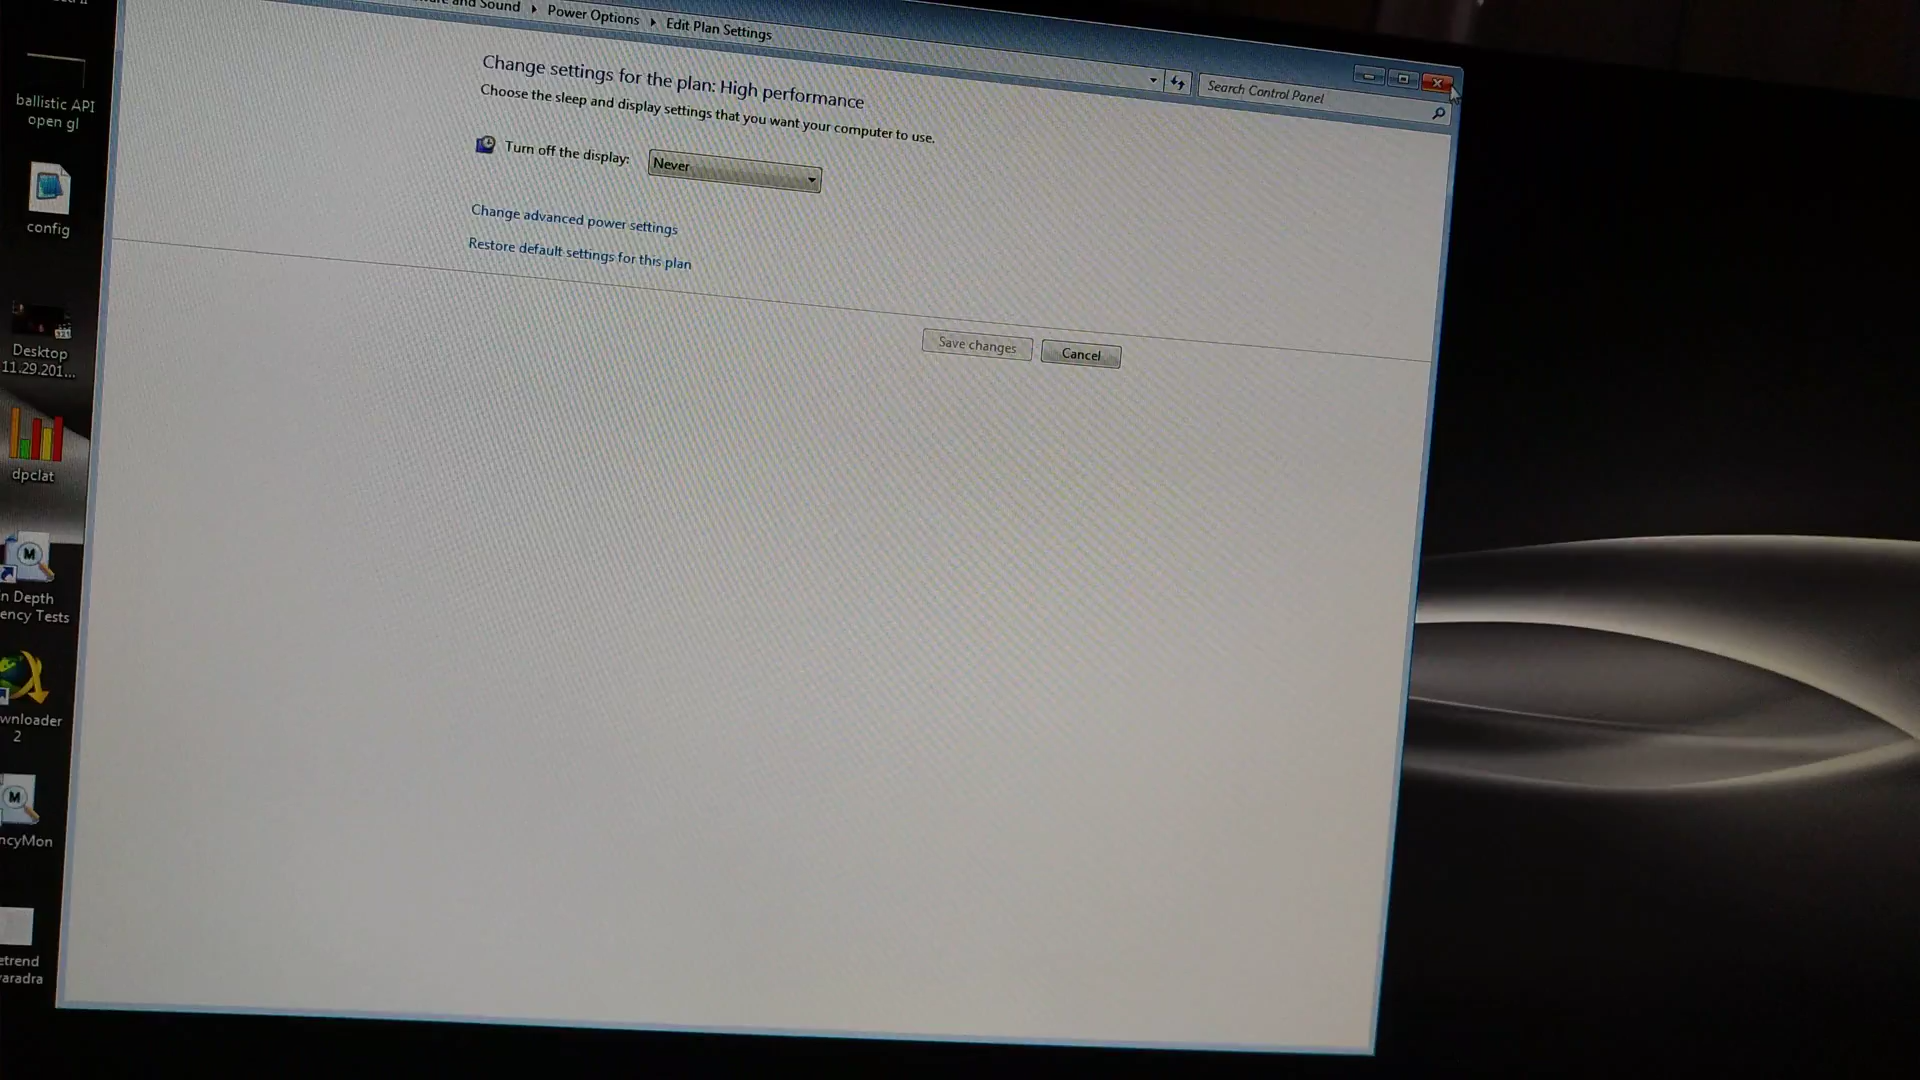 and Sound ▸ Power Options ▸ Edit Plan Settings
Search Control Panel
Change settings for the plan: High performance
Choose the sleep and display settings that you want your computer to use.
Turn off the display:
Never
Change advanced power settings
Restore default settings for this plan
Save changes
Cancel
ballistic API
open gl
config
Desktop
11.29.201...
dpclat
n Depth
ency Tests
wnloader
2
ncyMon
etrend
varadra